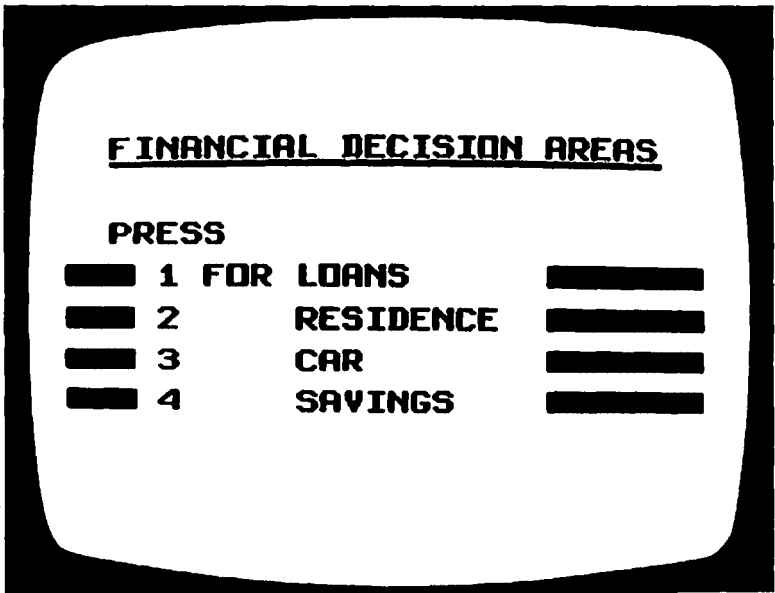 FINANCIAL DECISION AREAS
PRESS
1 FOR LOANS
2 RESIDENCE
3 CAR
4 SAVINGS